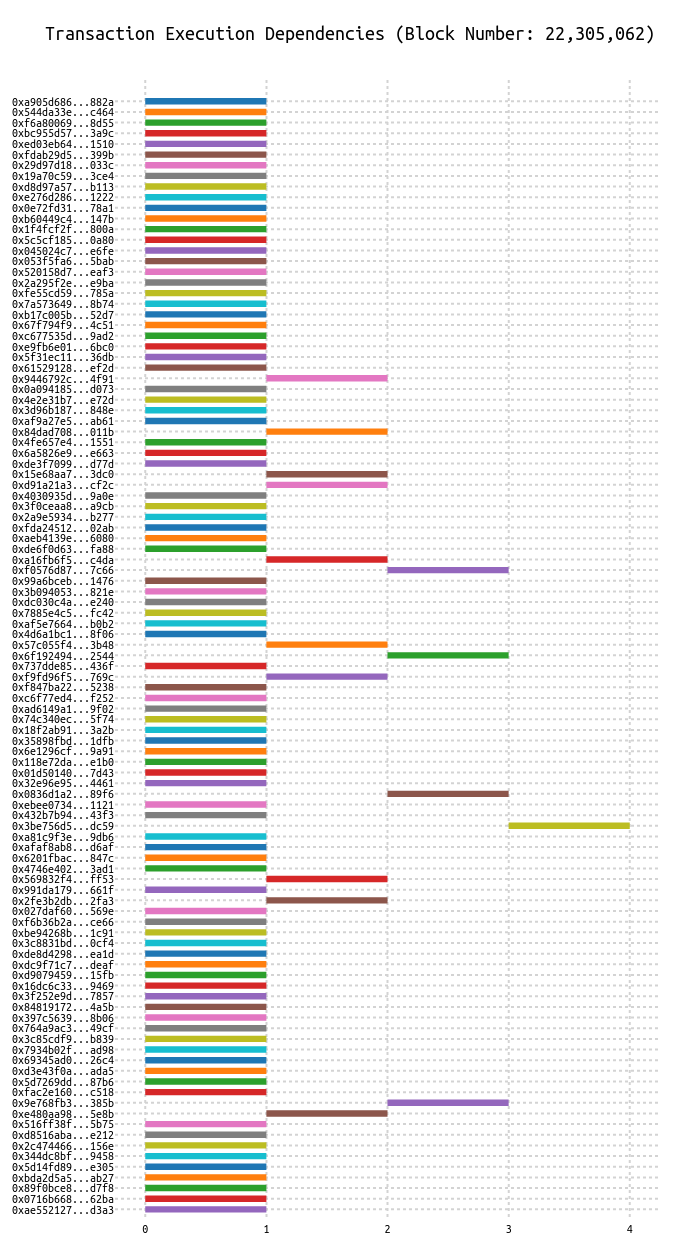 Transaction Execution Dependencies (Block Number: 22,305,062)
0xa905d686...882a
0x544da33e...c464
0xf6a80069...8d55
0xbc955d57...3a9c
0xed03eb64...1510
0xfdab29d5...399b
0x29d97d18...033c
0x19a70c59...3ce4
0xd8d97a57...b113
0xe276d286...1222
0x0e72fd31...78a1
0xb60449c4...147b
0x1f4fcf2f...800a
0x5c5cf185...0a80
0x045024c7...e6fe
0x053f5fa6...5bab
0x520158d7...eaf3
0x2a295f2e...e9ba
0xfe55cd59...785a
0x7a573649...8b74
0xb17c005b...52d7
0x67f794f9...4c51
0xc677535d...9ad2
0xe9fb6e01...6bc0
0x5f31ec11...36db
0x61529128...ef2d
0x9446792c...4f91
0x0a094185...d073
0x4e2e31b7...e72d
0x3d96b187...848e
0xaf9a27e5...ab61
0x84dad708...011b
0x4fe657e4...1551
0x6a5826e9...e663
0xde3f7099...d77d
0x15e68aa7...3dc0
0xd91a21a3...cf2c
0x4030935d...9a0e
0x3f0ceaa8...a9cb
0x2a9e5934...b277
0xfda24512...02ab
0xaeb4139e...6080
0xde6f0d63...fa88
0xa16fb6f5...c4da
0xf0576d87...7c66
0x99a6bceb...1476
0x3b094053...821e
0xdc030c4a...e240
0x7885e4c5...fc42
0xaf5e7664...b0b2
0x4d6a1bc1...8f06
0x57c055f4...3b48
0x6f192494...2544
0x737dde85...436f
0xf9fd96f5...769c
0xf847ba22...5238
0xc6f77ed4...f252
0xad6149a1...9f02
0x74c340ec...5f74
0x18f2ab91...3a2b
0x35898fbd...1dfb
0x6e1296cf...9a91
0x118e72da...e1b0
0x01d50140...7d43
0x32e96e95...4461
0x0836d1a2...89f6
0xebee0734...1121
0x432b7b94...43f3
0x3be756d5...dc59
0xa81c9f3e...9db6
0xafaf8ab8...d6af
0x6201fbac...847c
0x4746e402...3ad1
0x569832f4...ff53
0x991da179...661f
0x2fe3b2db...2fa3
0x027daf60...569e
0xf6b36b2a...ce66
0xbe94268b...1c91
0x3c8831bd...0cf4
0xde8d4298...ea1d
0xdc9f71c7...deaf
0xd9079459...15fb
0x16dc6c33...9469
0x3f252e9d...7857
0x84819172...4a5b
0x397c5639...8b06
0x764a9ac3...49cf
0x3c85cdf9...b839
0x7934b02f...ad98
0x69345ad0...26c4
0xd3e43f0a...ada5
0x5d7269dd...87b6
0xfac2e160...c518
0x9e768fb3...385b
0xe480aa98...5e8b
0x516ff38f...5b75
0xd8516aba...e212
0x2c474466...156e
0x344dc8bf...9458
0x5d14fd89...e305
0xbda2d5a5...ab27
0x89f0bce8...d7f8
0x0716b668...62ba
0xae552127...d3a3
0 1 2 3 4